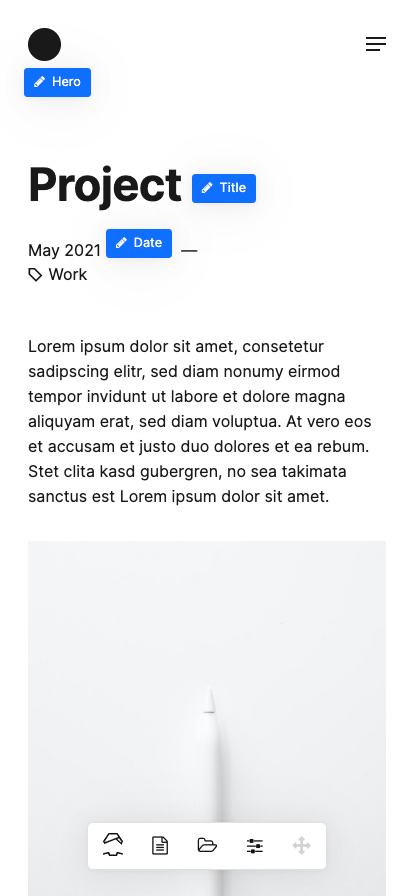 Hero
Project Title
May 2021 Date —
Work
Lorem ipsum dolor sit amet, consetetur
sadipscing elitr, sed diam nonumy eirmod
tempor invidunt ut labore et dolore magna
aliquyam erat, sed diam voluptua. At vero eos
et accusam et justo duo dolores et ea rebum.
Stet clita kasd gubergren, no sea takimata
sanctus est Lorem ipsum dolor sit amet.